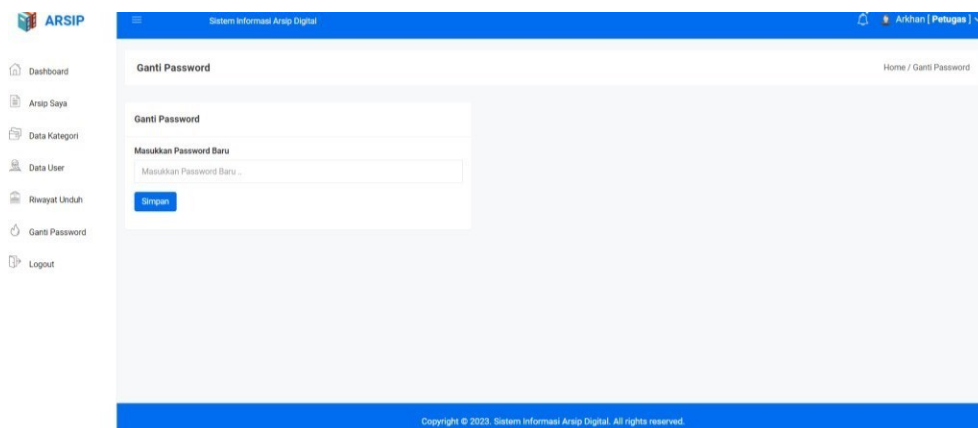 ARSIP
Sistem Informasi Arsip Digital
Arkhan [ Petugas ]
Dashboard
Arsip Saya
Data Kategori
Data User
Riwayat Unduh
Ganti Password
Logout
Ganti Password
Home / Ganti Password
Ganti Password
Masukkan Password Baru
Masukkan Password Baru ..
Simpan
Copyright © 2023. Sistem Informasi Arsip Digital. All rights reserved.